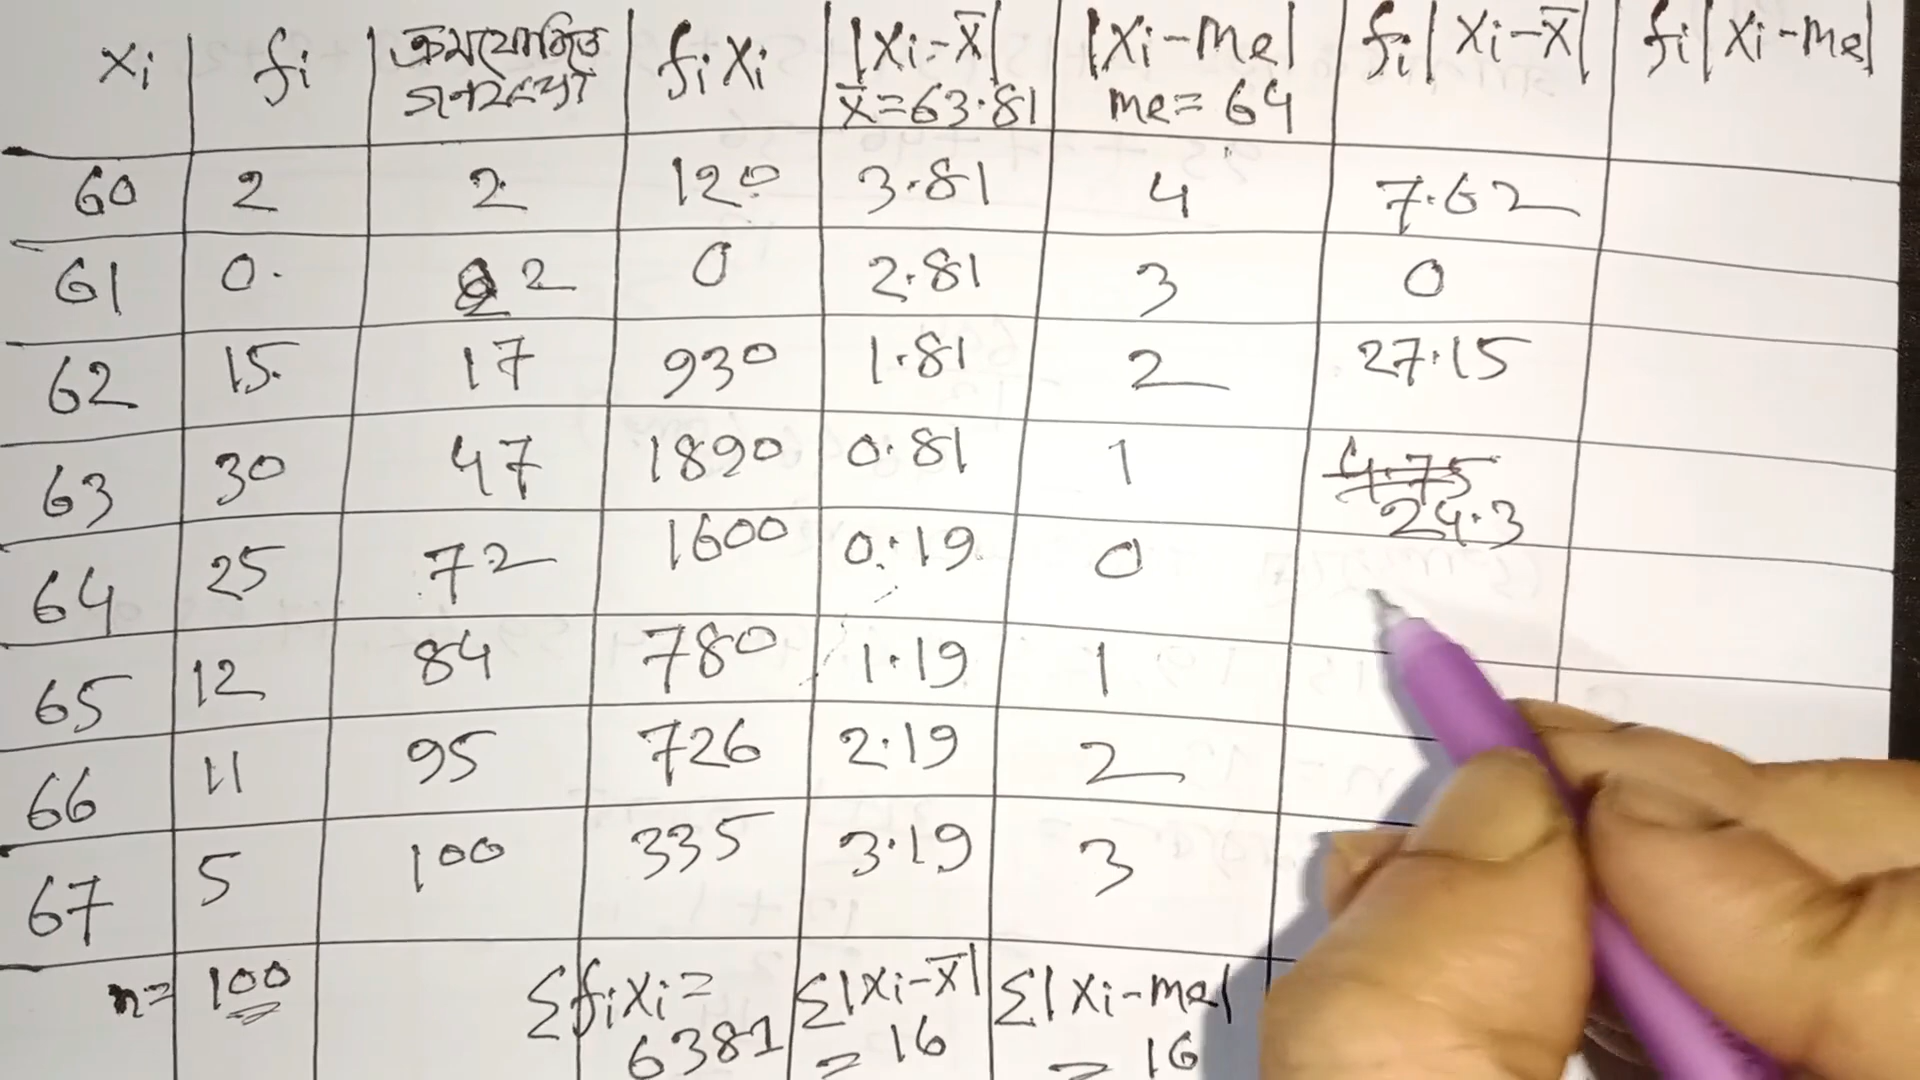 xi fi ক্রমযোজিত fixi |xi-x̄| |xi-me| fi|xi-x̄| fi|xi-me|
গনসংখ্যা x̄=63.81 me=64
60 2 2 120 3.81 4 7.62
61 0. 2 0 2.81 3 0
62 15 17 930 1.81 2 27.15
63 30 47 1890 0.81 1 4.75
24.3
64 25 72 1600 0.19 0
65 12 84 780 1.19 1
66 11 95 726 2.19 2
67 5 100 335 3.19 3
n= 100 Σfixi= Σ|xi-x̄| Σ|xi-me|
6381 = 16 = 16